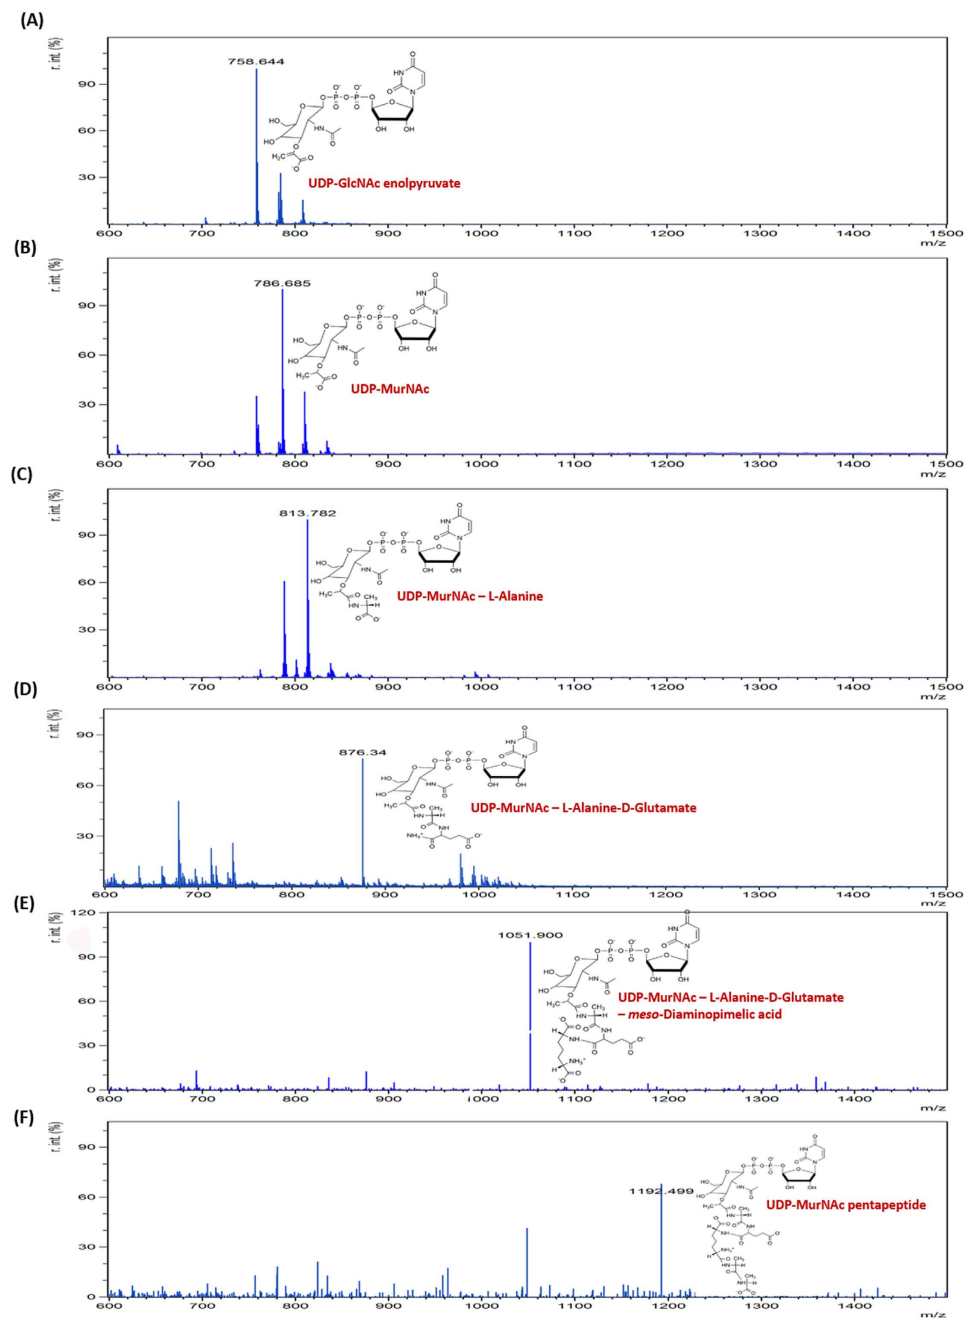 (A)
r. int. (%)
90
60
30
758.644
UDP-GlcNAc enolpyruvate
600 700 800 900 1000 1100 1200 1300 1400 1500
m/z
(B)
r. int. (%)
90
60
30
786.685
UDP-MurNAc
600 700 800 900 1000 1100 1200 1300 1400 1500
m/z
(C)
r. int. (%)
90
60
30
813.782
UDP-MurNAc – L-Alanine
600 700 800 900 1000 1100 1200 1300 1400 1500
m/z
(D)
r. int. (%)
90
60
30
876.34
UDP-MurNAc – L-Alanine-D-Glutamate
600 700 800 900 1000 1100 1200 1300 1400
m/z
(E)
r. int. (%)
120
90
60
30
0
1051.900
UDP-MurNAc – L-Alanine-D-Glutamate
– meso-Diaminopimelic acid
600 700 800 900 1000 1100 1200 1300 1400
m/z
(F)
r. int. (%)
90
60
30
0
1192.499
UDP-MurNAc pentapeptide
600 700 800 900 1000 1100 1200 1300 1400
m/z